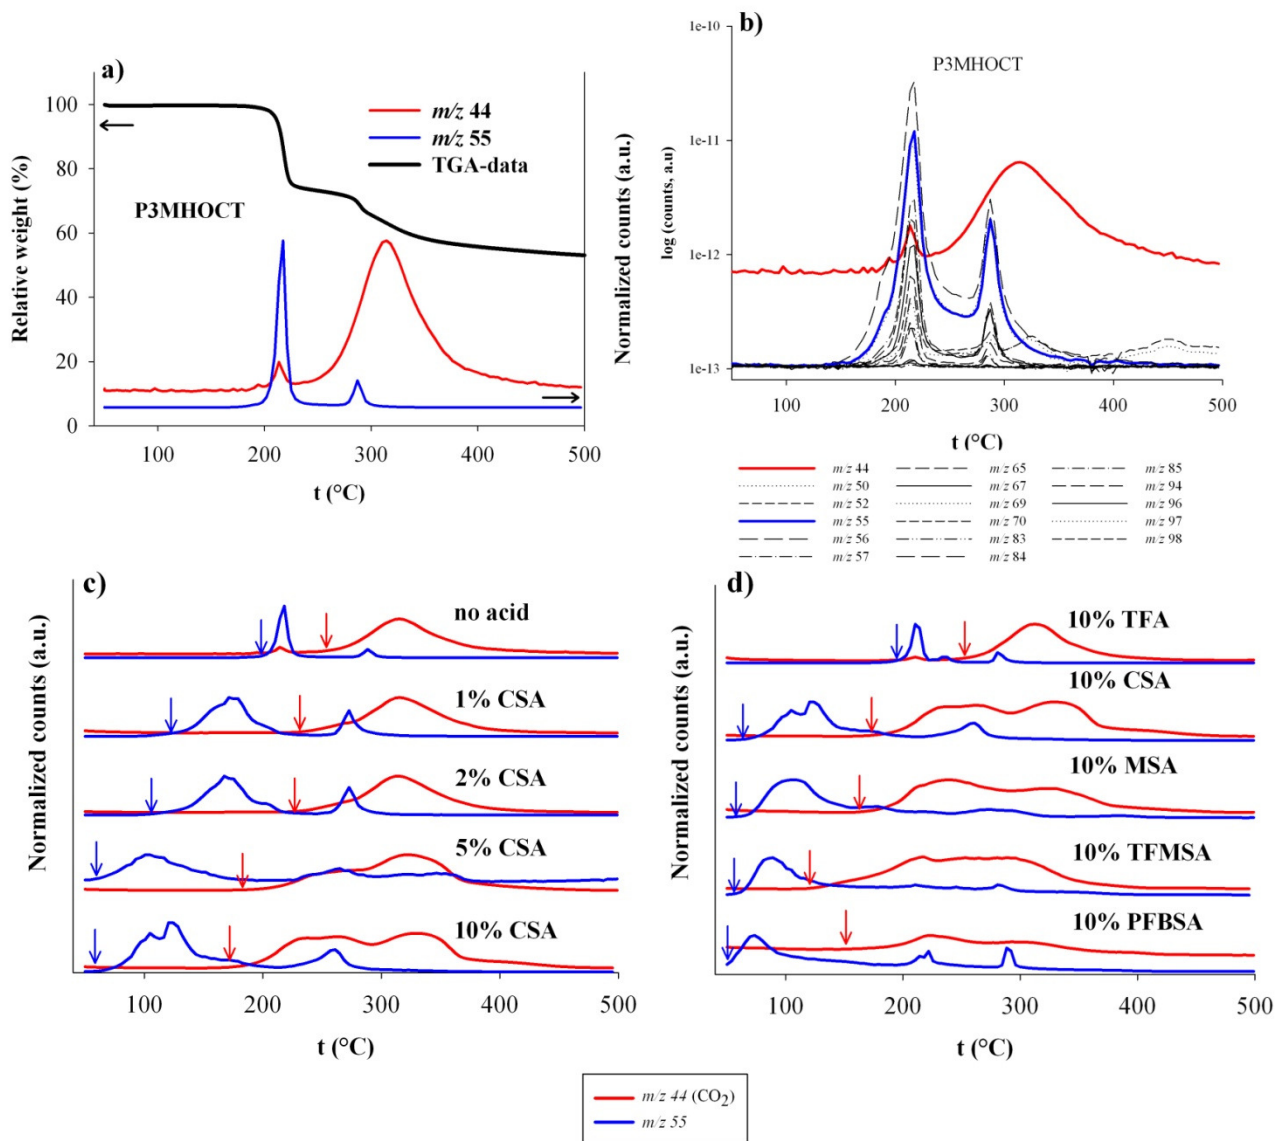 a)
Relative weight (%)
100
80
60
40
20
0
m/z 44
m/z 55
TGA-data
P3MHOCT
100
200
300
400
500
t (°C)
b)
Normalized counts (a.u.)
log (counts, a.u)
1e-10
1e-11
1e-12
1e-13
P3MHOCT
100
200
300
400
500
t (°C)
m/z 44
m/z 50
m/z 52
m/z 55
m/z 56
m/z 57
m/z 65
m/z 67
m/z 69
m/z 70
m/z 83
m/z 84
m/z 85
m/z 94
m/z 96
m/z 97
m/z 98
c)
Normalized counts (a.u.)
no acid
1% CSA
2% CSA
5% CSA
10% CSA
100
200
300
400
500
t (°C)
d)
Normalized counts (a.u.)
10% TFA
10% CSA
10% MSA
10% TFMSA
10% PFBSA
100
200
300
400
500
t (°C)
m/z 44 (CO2)
m/z 55